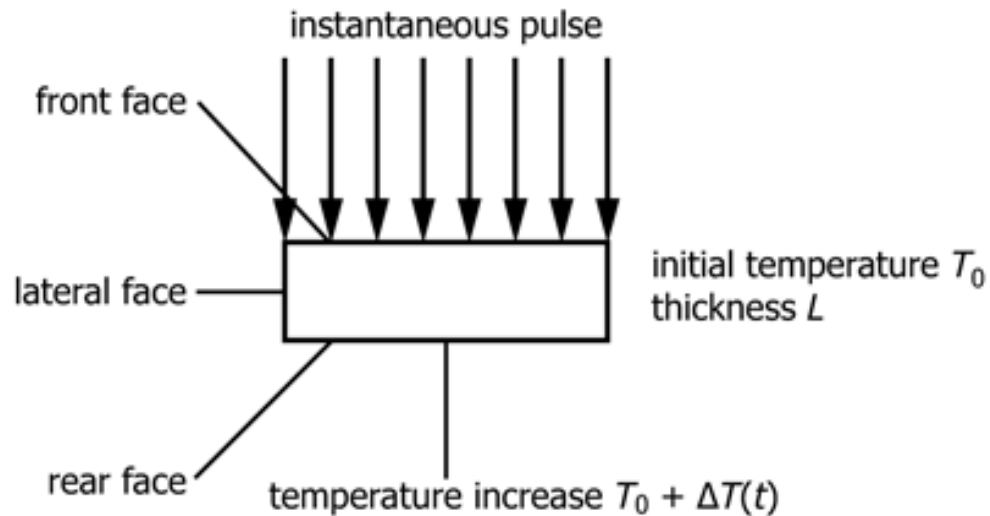 instantaneous pulse
front face
lateral face
initial temperature T₀
thickness L
rear face
temperature increase T₀ + ΔT(t)